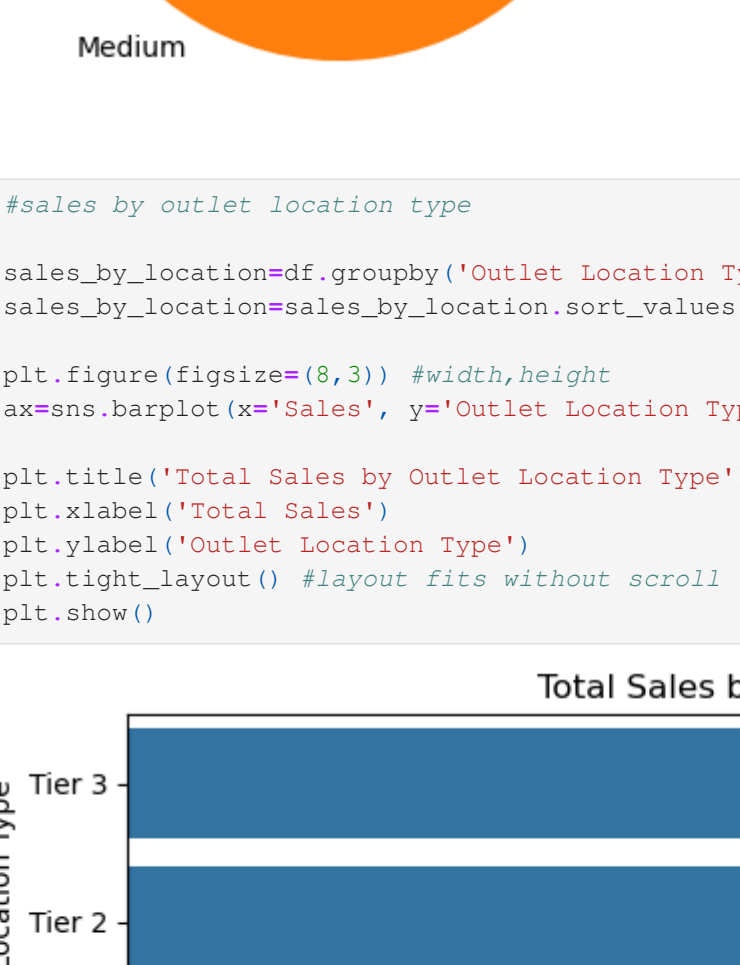 Medium
#sales by outlet location type
sales_by_location=df.groupby('Outlet Location Ty
sales_by_location=sales_by_location.sort_values
plt.figure(figsize=(8,3)) #width,height
ax=sns.barplot(x='Sales', y='Outlet Location Typ
plt.title('Total Sales by Outlet Location Type'
plt.xlabel('Total Sales')
plt.ylabel('Outlet Location Type')
plt.tight_layout() #layout fits without scroll
plt.show()
Total Sales b
Tier 3
Location Type
Tier 2